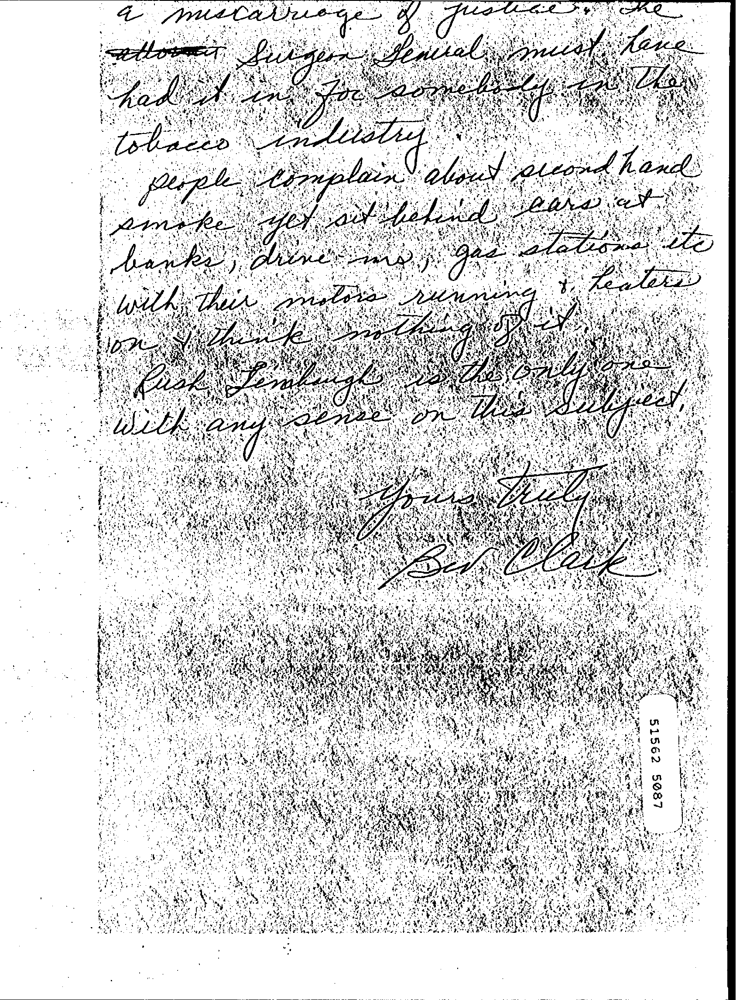 a miscarriage of justice. The
attorney Surgeon General must have
had it in for somebody in the
tobacco industry.
people complain about second hand
smoke yet sit behind cars at
banks, drive ins, gas stations etc
with their motors running & heaters
on & think nothing of it.
Rush Limbaugh is the only one
with any sense on this subject.
Yours Truly
Bev Clark
51562 5087